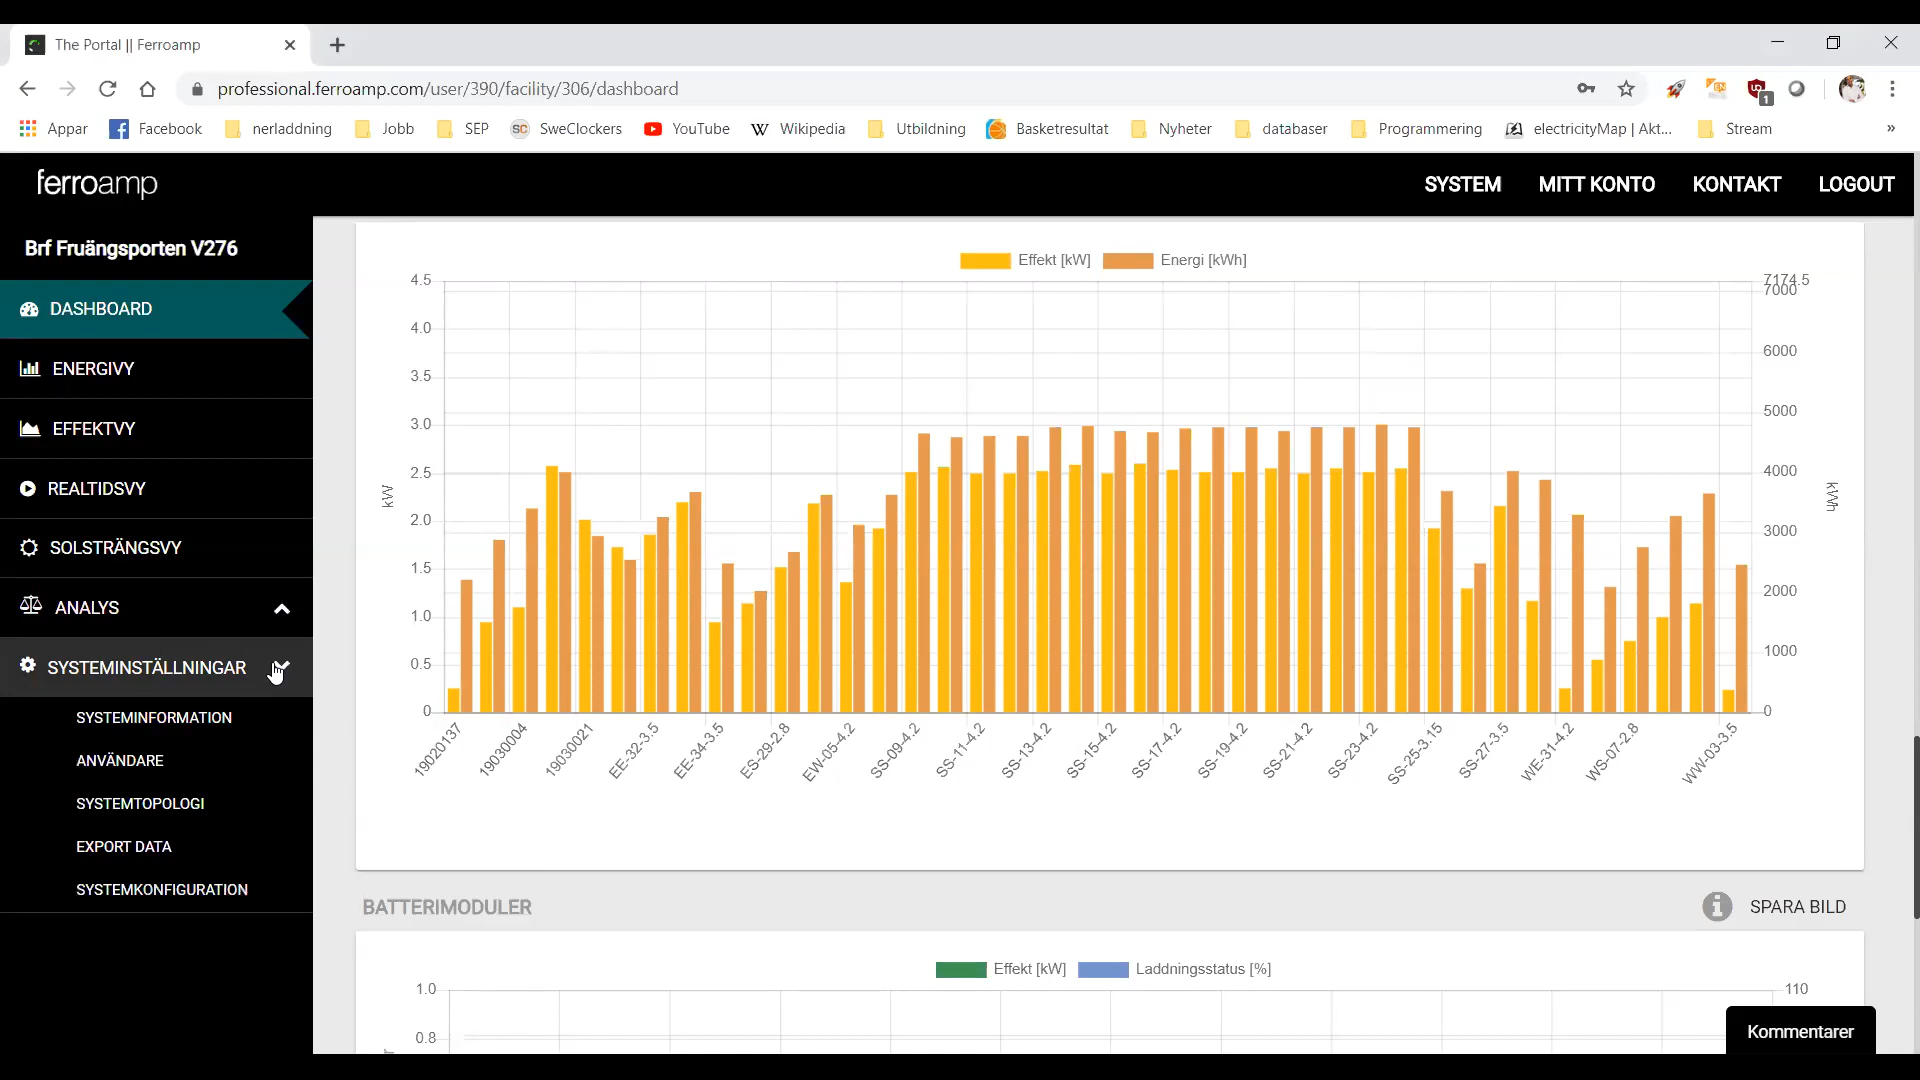 The Portal || Ferroamp
professional.ferroamp.com/user/390/facility/306/dashboard
EN
UD
1
Appar
Facebook
nerladdning
Jobb
SEP
SC
SweClockers
YouTube
W
Wikipedia
Utbildning
Basketresultat
Nyheter
databaser
Programmering
electricityMap | Akt...
Stream
»
ferroamp
SYSTEM
MITT KONTO
KONTAKT
LOGOUT
Brf Fruängsporten V276
DASHBOARD
ENERGIVY
EFFEKTVY
REALTIDSVY
SOLSTRÄNGSVY
ANALYS
SYSTEMINSTÄLLNINGAR
SYSTEMINFORMATION
ANVÄNDARE
SYSTEMTOPOLOGI
EXPORT DATA
SYSTEMKONFIGURATION
Effekt [kW]
Energi [kWh]
4.5
4.0
3.5
3.0
2.5
2.0
1.5
1.0
0.5
0
kW
7174.5
7000
6000
5000
4000
3000
2000
1000
0
kWh
19020137
19030004
19030021
EE-32-3.5
EE-34-3.5
ES-29-2.8
EW-05-4.2
SS-09-4.2
SS-11-4.2
SS-13-4.2
SS-15-4.2
SS-17-4.2
SS-19-4.2
SS-21-4.2
SS-23-4.2
SS-25-3.15
SS-27-3.5
WE-31-4.2
WS-07-2.8
WW-03-3.5
BATTERIMODULER
SPARA BILD
Effekt [kW]
Laddningsstatus [%]
1.0
0.8
110
Kommentarer